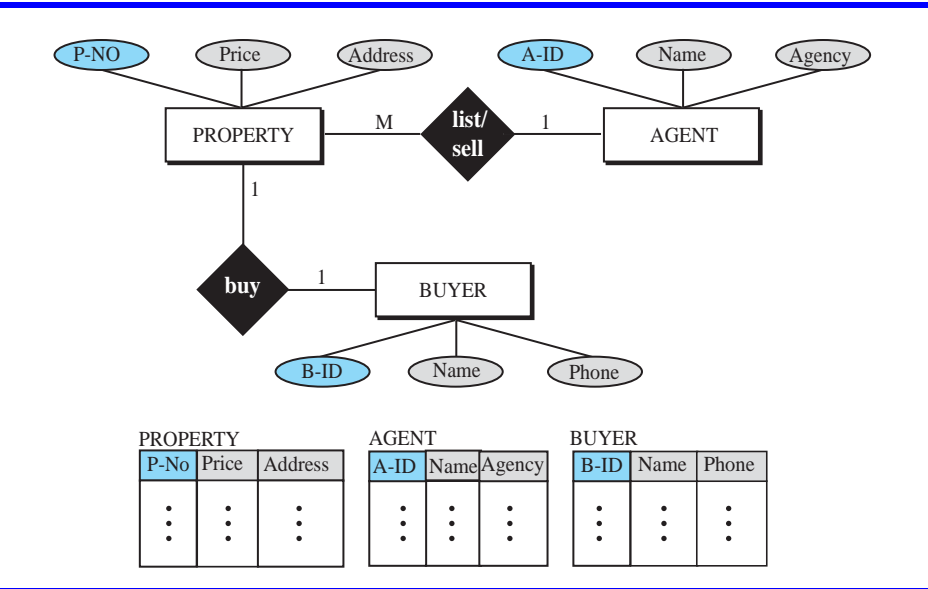 P-NO Price Address A-ID Name Agency
PROPERTY M list/ 1 AGENT
sell
1
buy 1 BUYER
B-ID Name Phone
PROPERTY AGENT BUYER
P-No Price Address A-ID Name Agency B-ID Name Phone